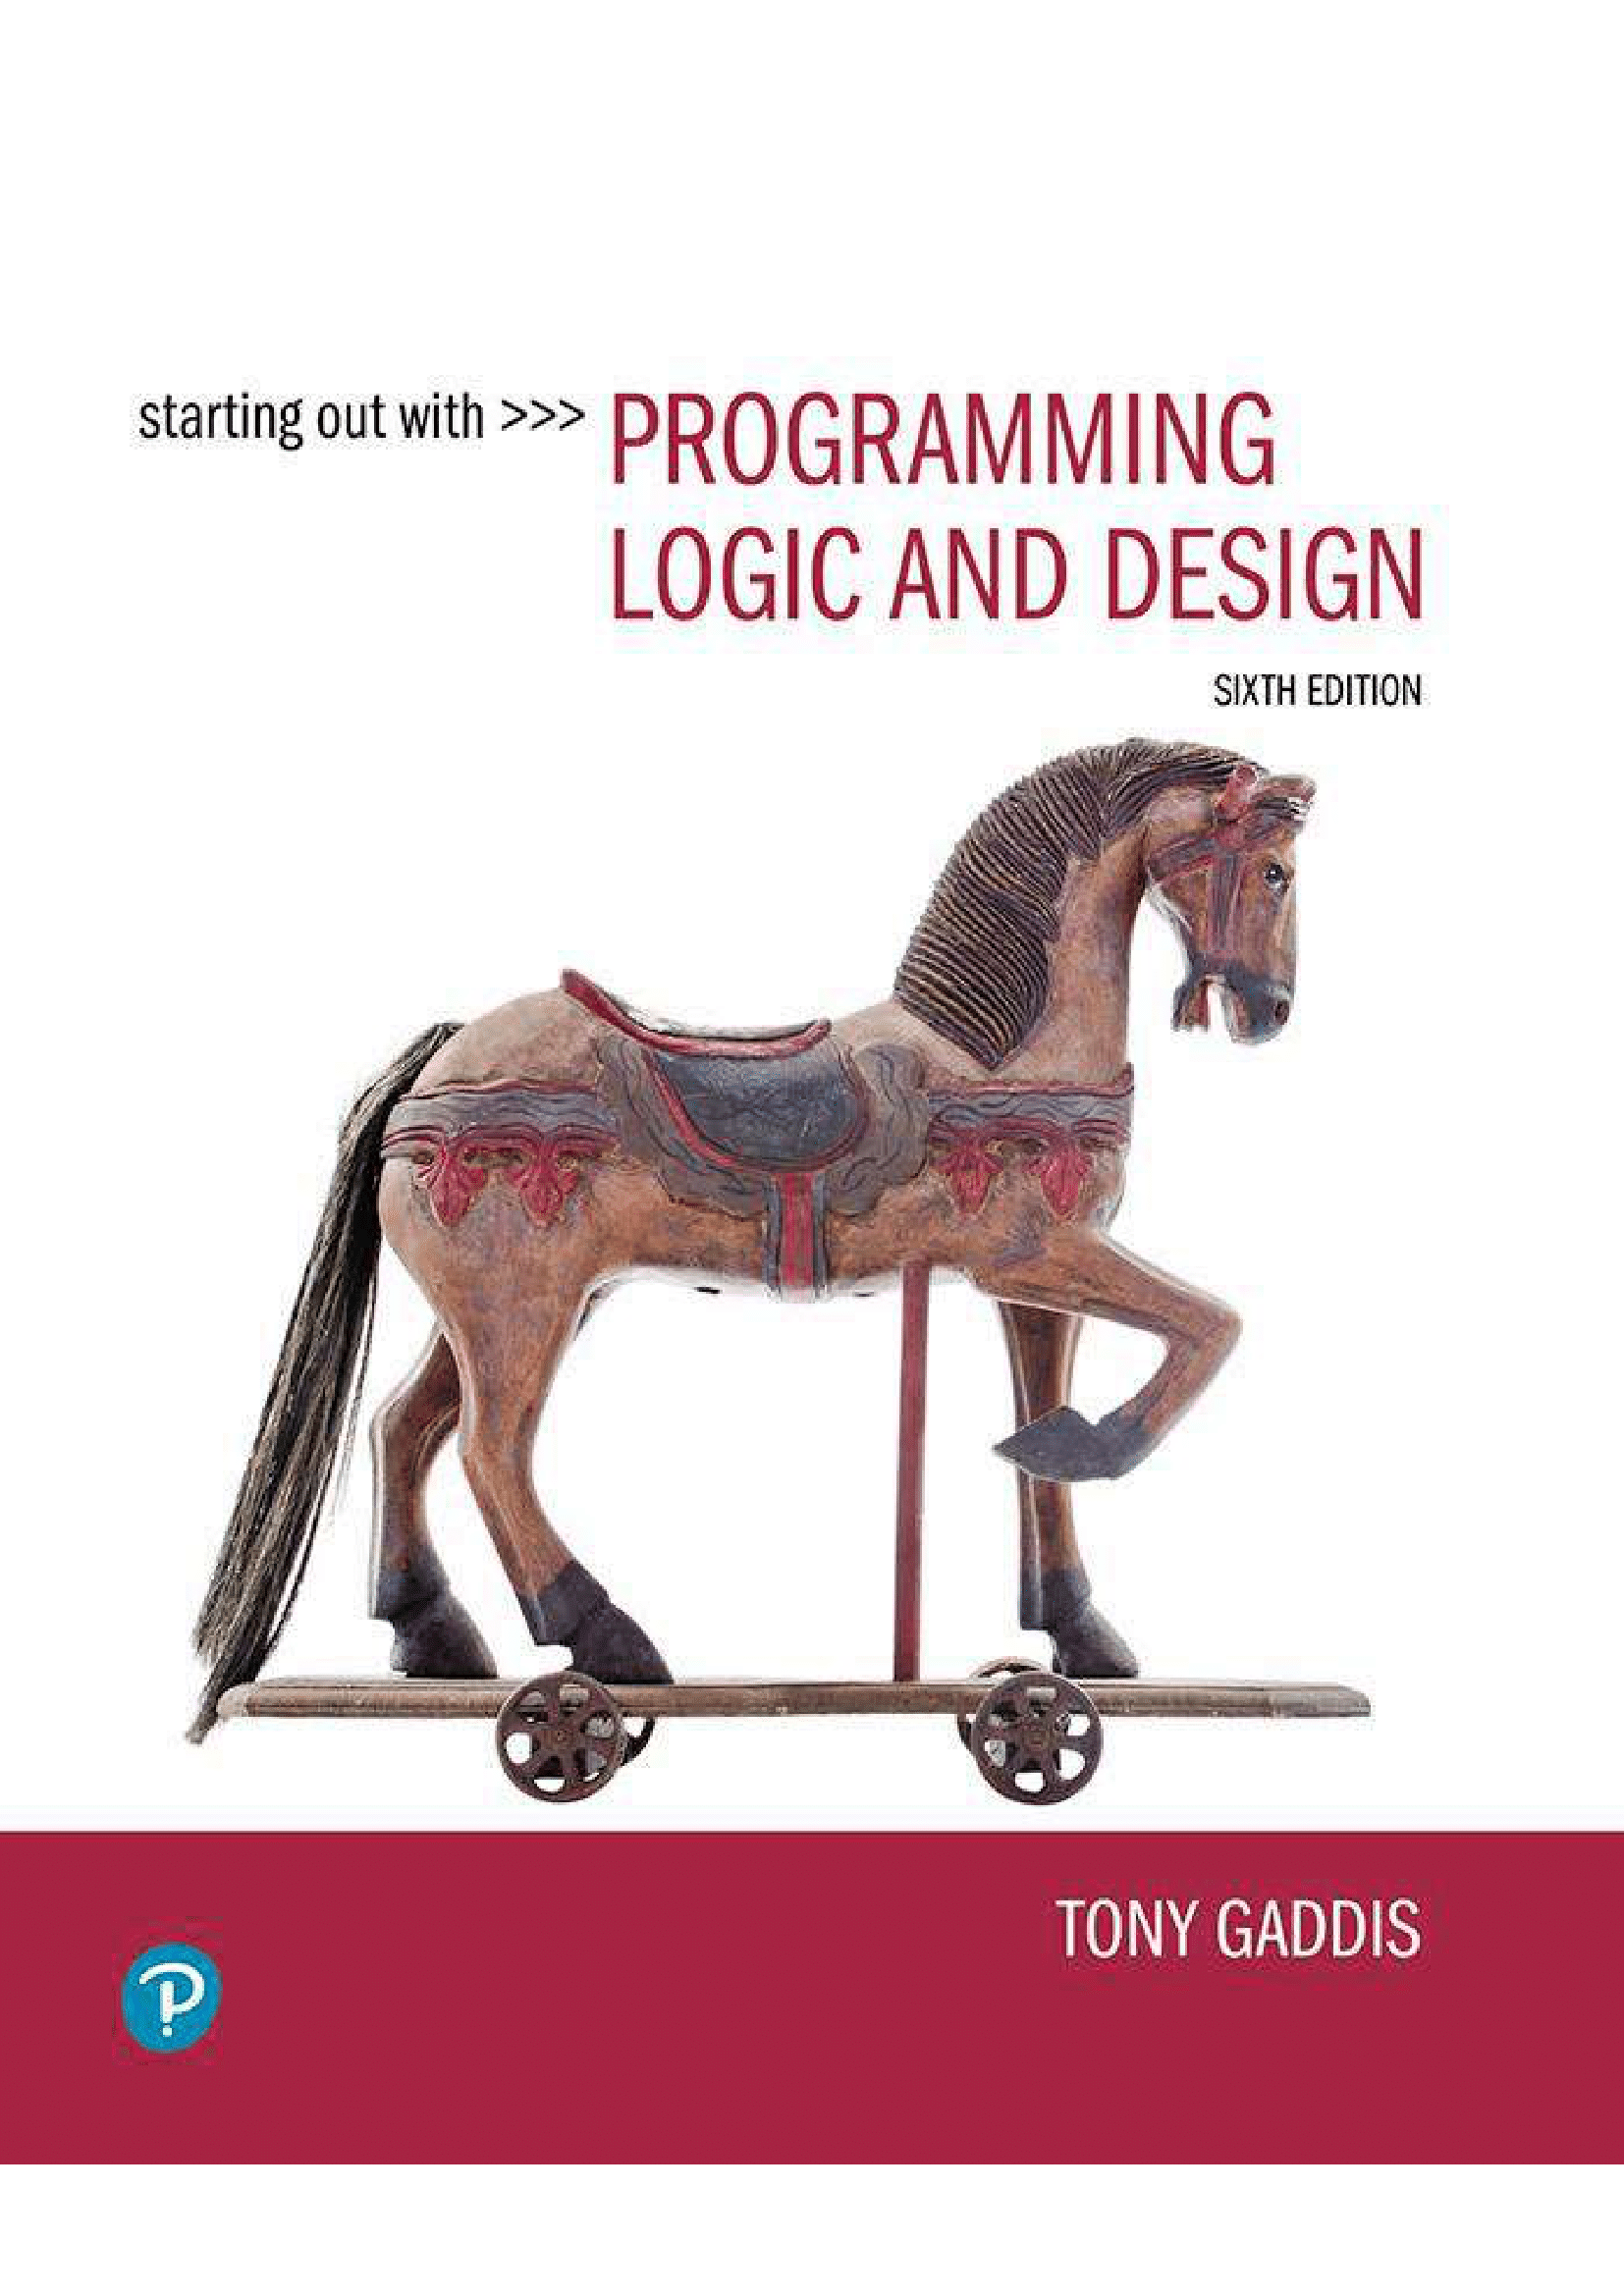 starting out with >>> PROGRAMMING
LOGIC AND DESIGN
SIXTH EDITION
TONY GADDIS
P